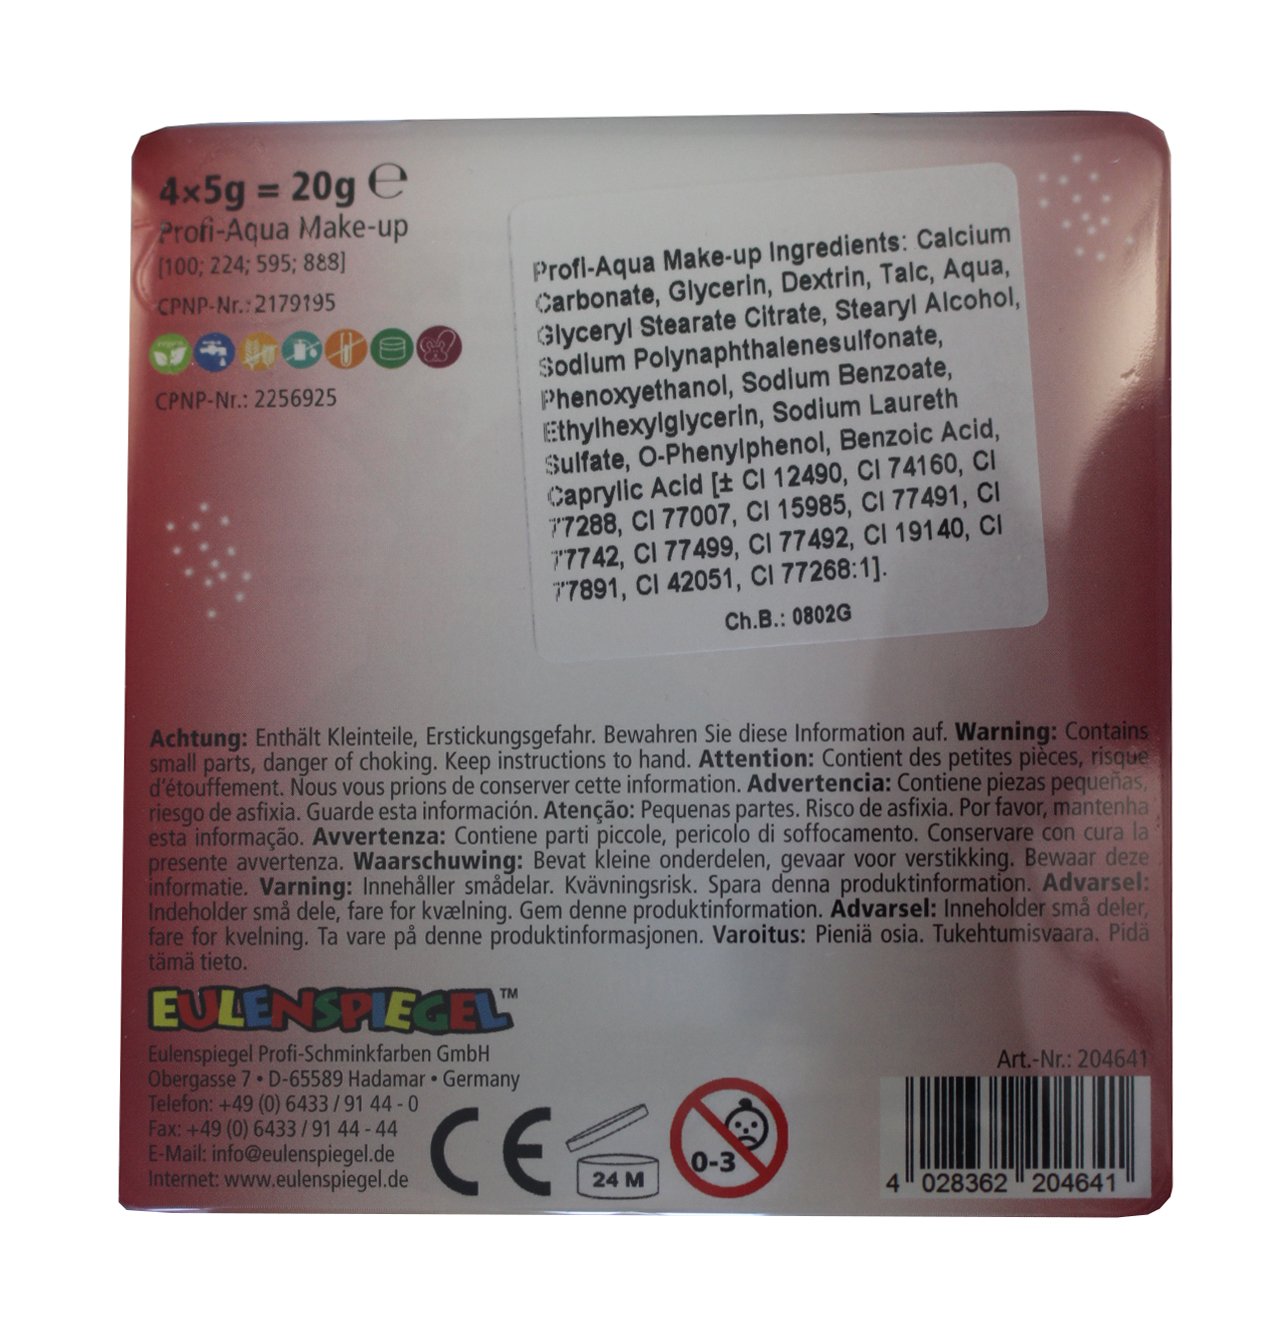 4×5g = 20g ℮
Profi-Aqua Make-up
[100; 224; 595; 888]
CPNP-Nr.: 2179195
CPNP-Nr.: 2256925
Profi-Aqua Make-up Ingredients: Calcium
Carbonate, Glycerin, Dextrin, Talc, Aqua,
Glyceryl Stearate Citrate, Stearyl Alcohol,
Sodium Polynaphthalenesulfonate,
Phenoxyethanol, Sodium Benzoate,
Ethylhexylglycerin, Sodium Laureth
Sulfate, O-Phenylphenol, Benzoic Acid,
Caprylic Acid [± CI 12490, CI 74160, CI
77288, CI 77007, CI 15985, CI 77491, CI
77742, CI 77499, CI 77492, CI 19140, CI
77891, CI 42051, CI 77268:1].
Ch.B.: 0802G
Achtung: Enthält Kleinteile, Erstickungsgefahr. Bewahren Sie diese Information auf. Warning: Contains
small parts, danger of choking. Keep instructions to hand. Attention: Contient des petites pièces, risque
d'étouffement. Nous vous prions de conserver cette information. Advertencia: Contiene piezas pequeñas,
riesgo de asfixia. Guarde esta información. Atenção: Pequenas partes. Risco de asfixia. Por favor, mantenha
esta informação. Avvertenza: Contiene parti piccole, pericolo di soffocamento. Conservare con cura la
presente avvertenza. Waarschuwing: Bevat kleine onderdelen, gevaar voor verstikking. Bewaar deze
informatie. Varning: Innehåller smådelar. Kvävningsrisk. Spara denna produktinformation. Advarsel:
Indeholder små dele, fare for kvælning. Gem denne produktinformation. Advarsel: Inneholder små deler,
fare for kvelning. Ta vare på denne produktinformasjonen. Varoitus: Pieniä osia. Tukehtumisvaara. Pidä
tämä tieto.
EULENSPIEGEL™
Eulenspiegel Profi-Schminkfarben GmbH
Obergasse 7 • D-65589 Hadamar • Germany
Telefon: +49 (0) 6433 / 91 44 - 0
Fax: +49 (0) 6433 / 91 44 - 44
E-Mail: info@eulenspiegel.de
Internet: www.eulenspiegel.de
CE
24 M
0-3
Art.-Nr.: 204641
4 028362 204641